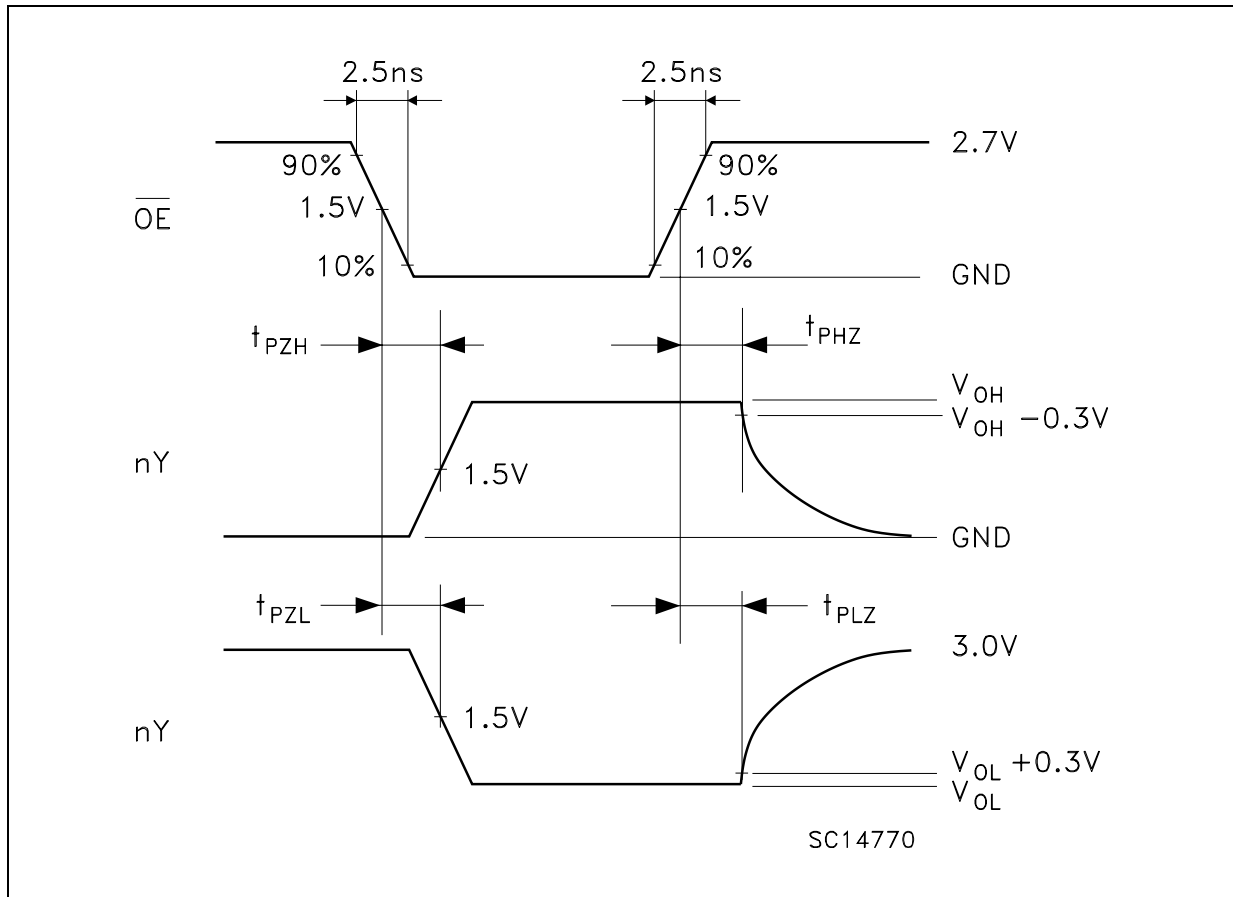 2.5ns 2.5ns
2.7V
90% 90%
OE 1.5V 1.5V
10% 10%
GND
tPZH tPHZ
VOH
VOH -0.3V
nY 1.5V
GND
tPZL tPLZ
3.0V
nY 1.5V
VOL +0.3V
VOL
SC14770